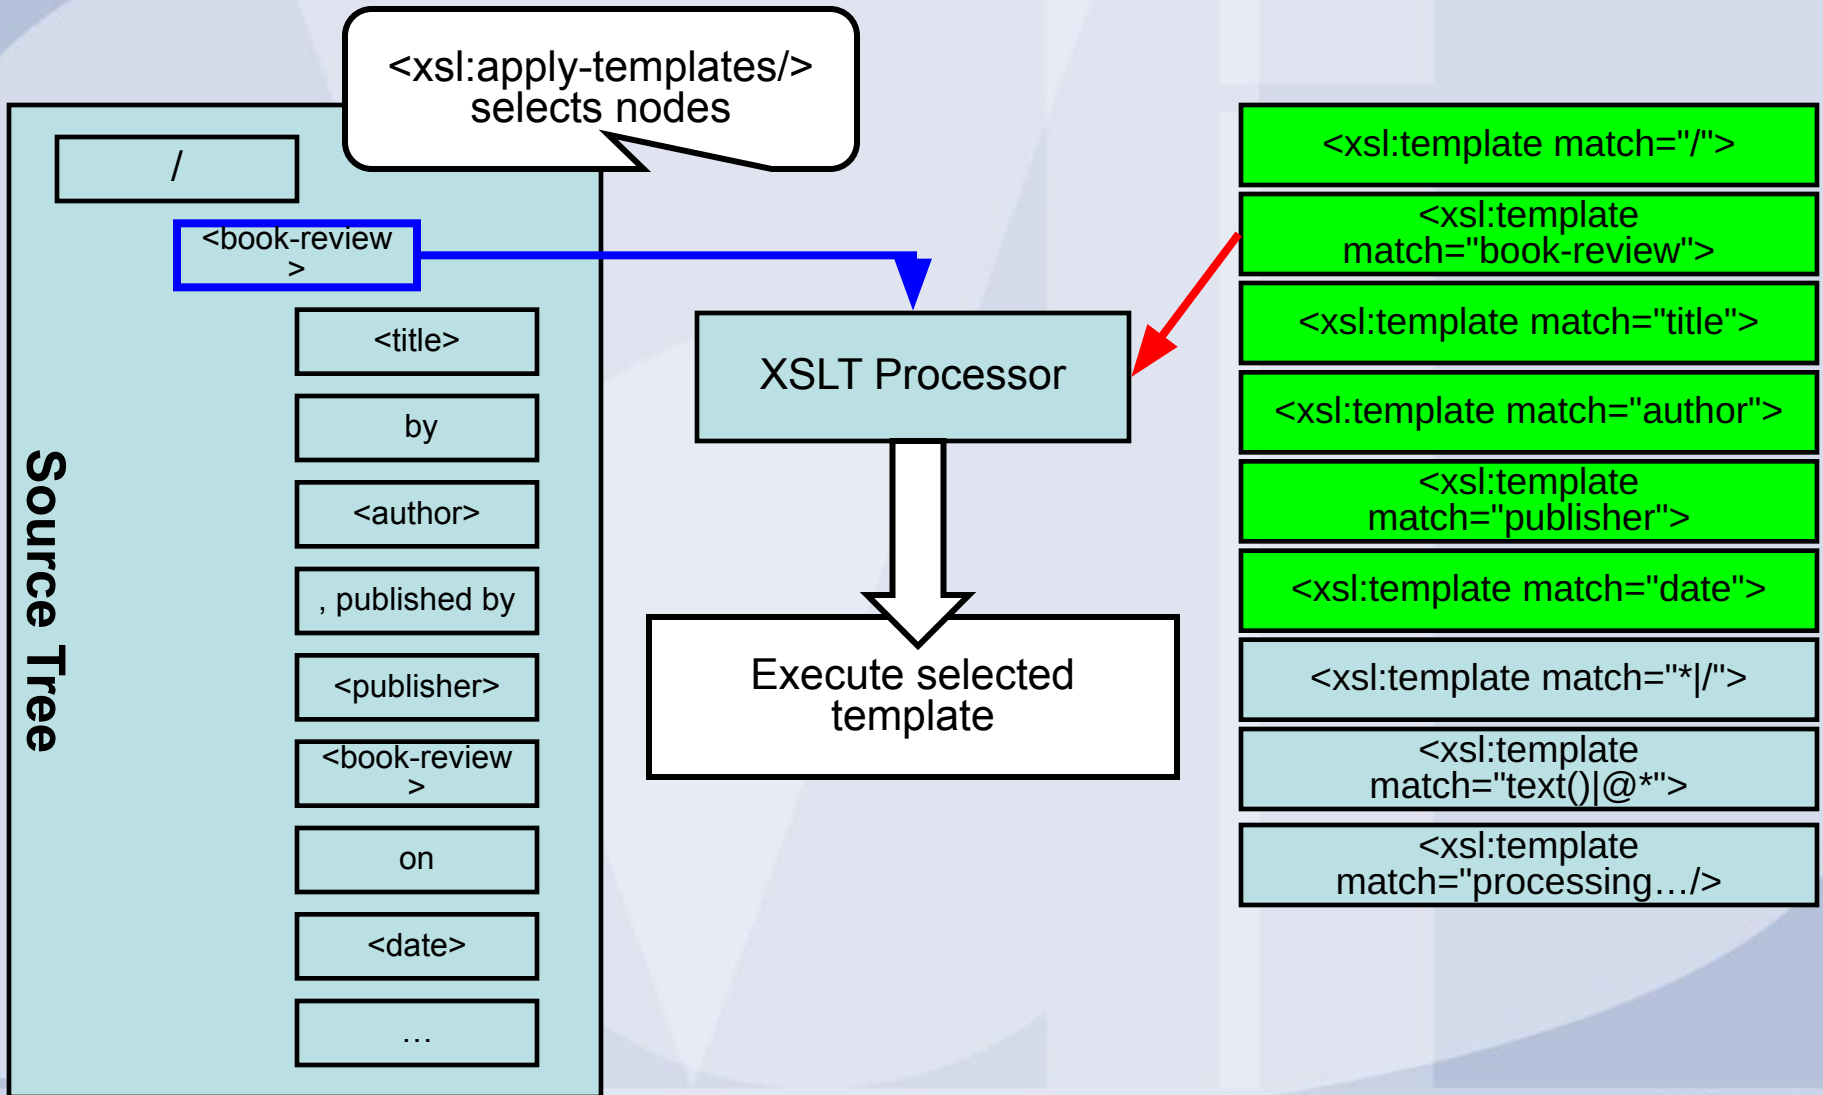 <xsl:apply-templates/>
selects nodes
Source Tree
/
<book-review
>
<title>
by
<author>
, published by
<publisher>
<book-review
>
on
<date>
…
XSLT Processor
Execute selected
template
<xsl:template match="/">
<xsl:template
match="book-review">
<xsl:template match="title">
<xsl:template match="author">
<xsl:template
match="publisher">
<xsl:template match="date">
<xsl:template match="*|/">
<xsl:template
match="text()|@*">
<xsl:template
match="processing…/>